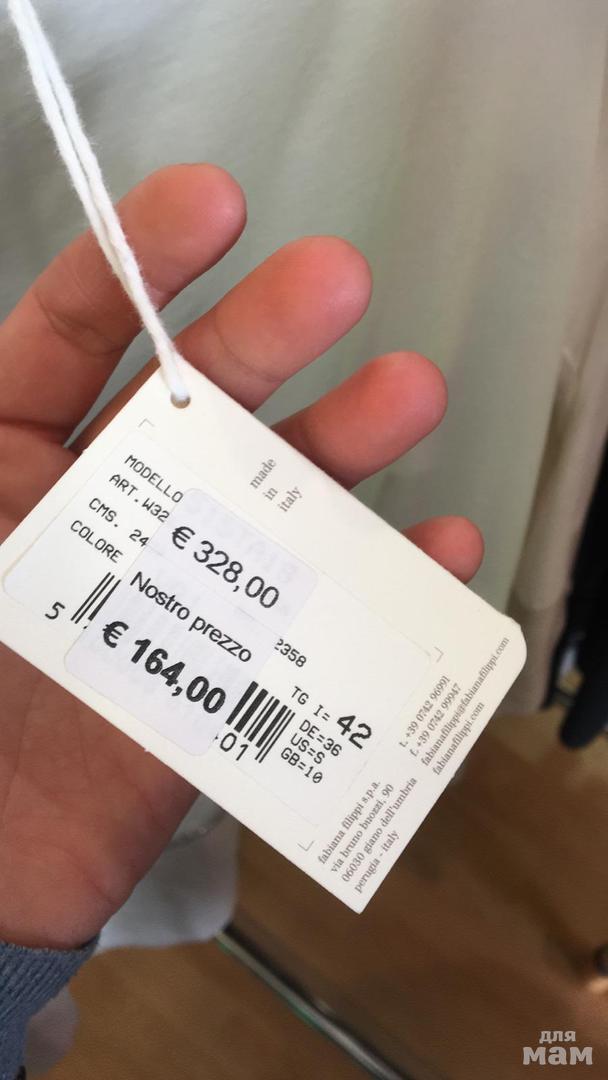 made
in
italy
MODELLO
ART.W32
CMS. 24
COLORE
€ 328,00
Nostro prezzo
€ 164,00
2358
5
01
TG I= 42
DE=36
US=S
GB=10
t. +39 0742 96991
f. +39 0742 99947
fabianafilippi@fabianafilippi.com
fabianafilippi.com
fabiana filippi s.p.a.
via bruno buozzi, 90
06030 giano dell'umbria
perugia - italy
для
мам